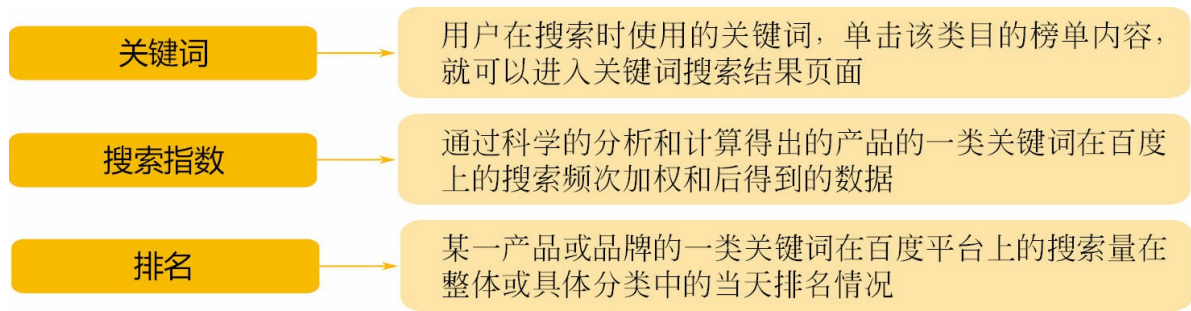 关键词
用户在搜索时使用的关键词，单击该类目的榜单内容，
就可以进入关键词搜索结果页面
搜索指数
通过科学的分析和计算得出的产品的一类关键词在百度
上的搜索频次加权和后得到的数据
排名
某一产品或品牌的一类关键词在百度平台上的搜索量在
整体或具体分类中的当天排名情况